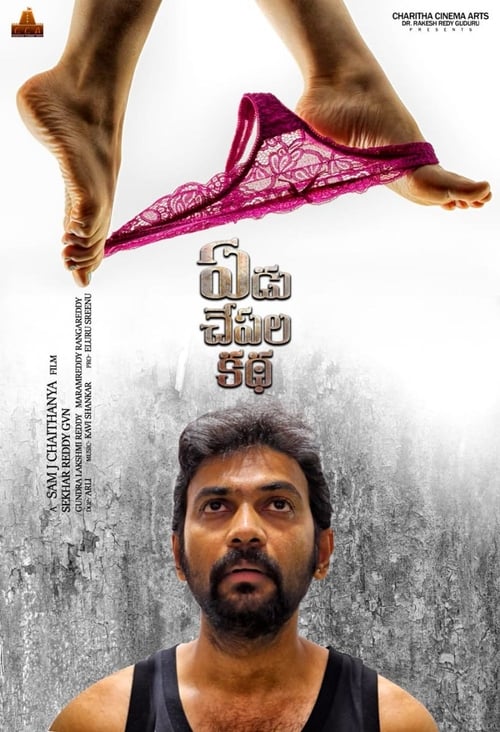 CHARITHA CINEMA ARTS
DR. RAKESH REDY GUDURU
PRESENTS
ఏడు
చేపల
కథ
A SAM J CHAITHANYA FILM
SEKHAR REDDY GVN
GUNDRA LAKSHMI REDDY MARAMREDDY RANGAREDDY
DOP: ARLI MUSIC: KAVI SHANKAR PRO: ELURU SREENU